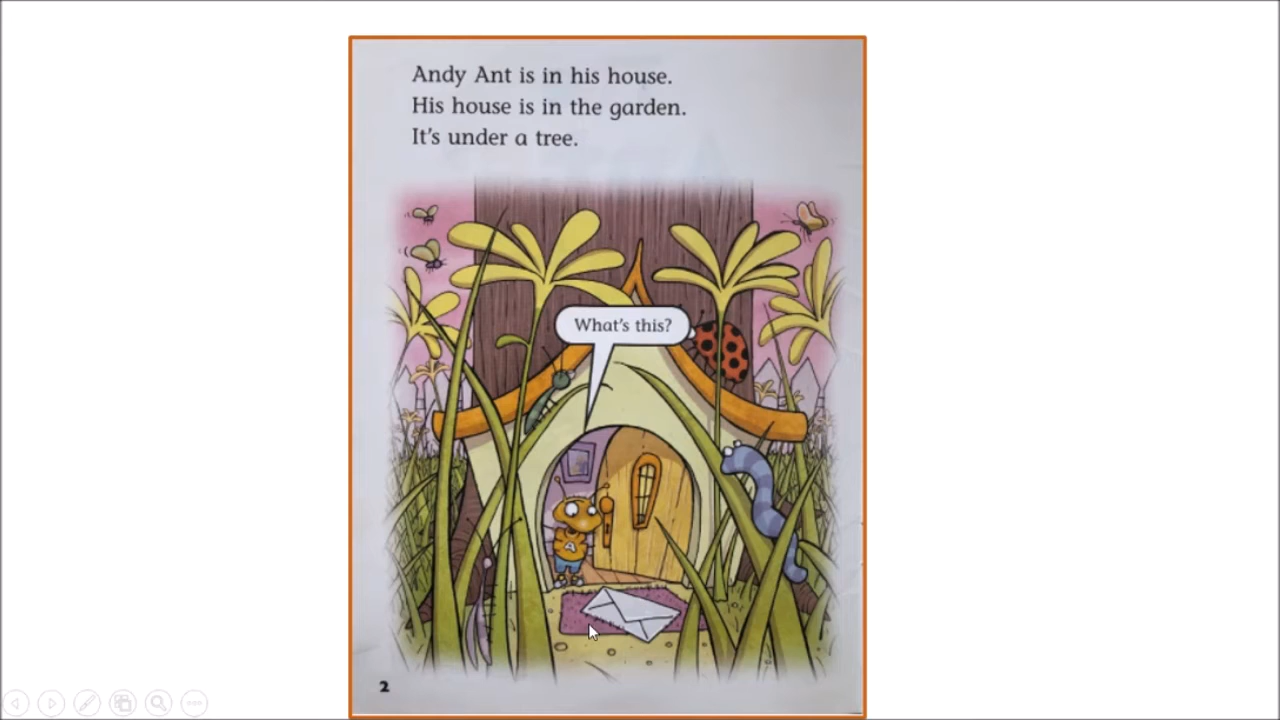 Andy Ant is in his house.
His house is in the garden.
It's under a tree.
What's this?
A
2